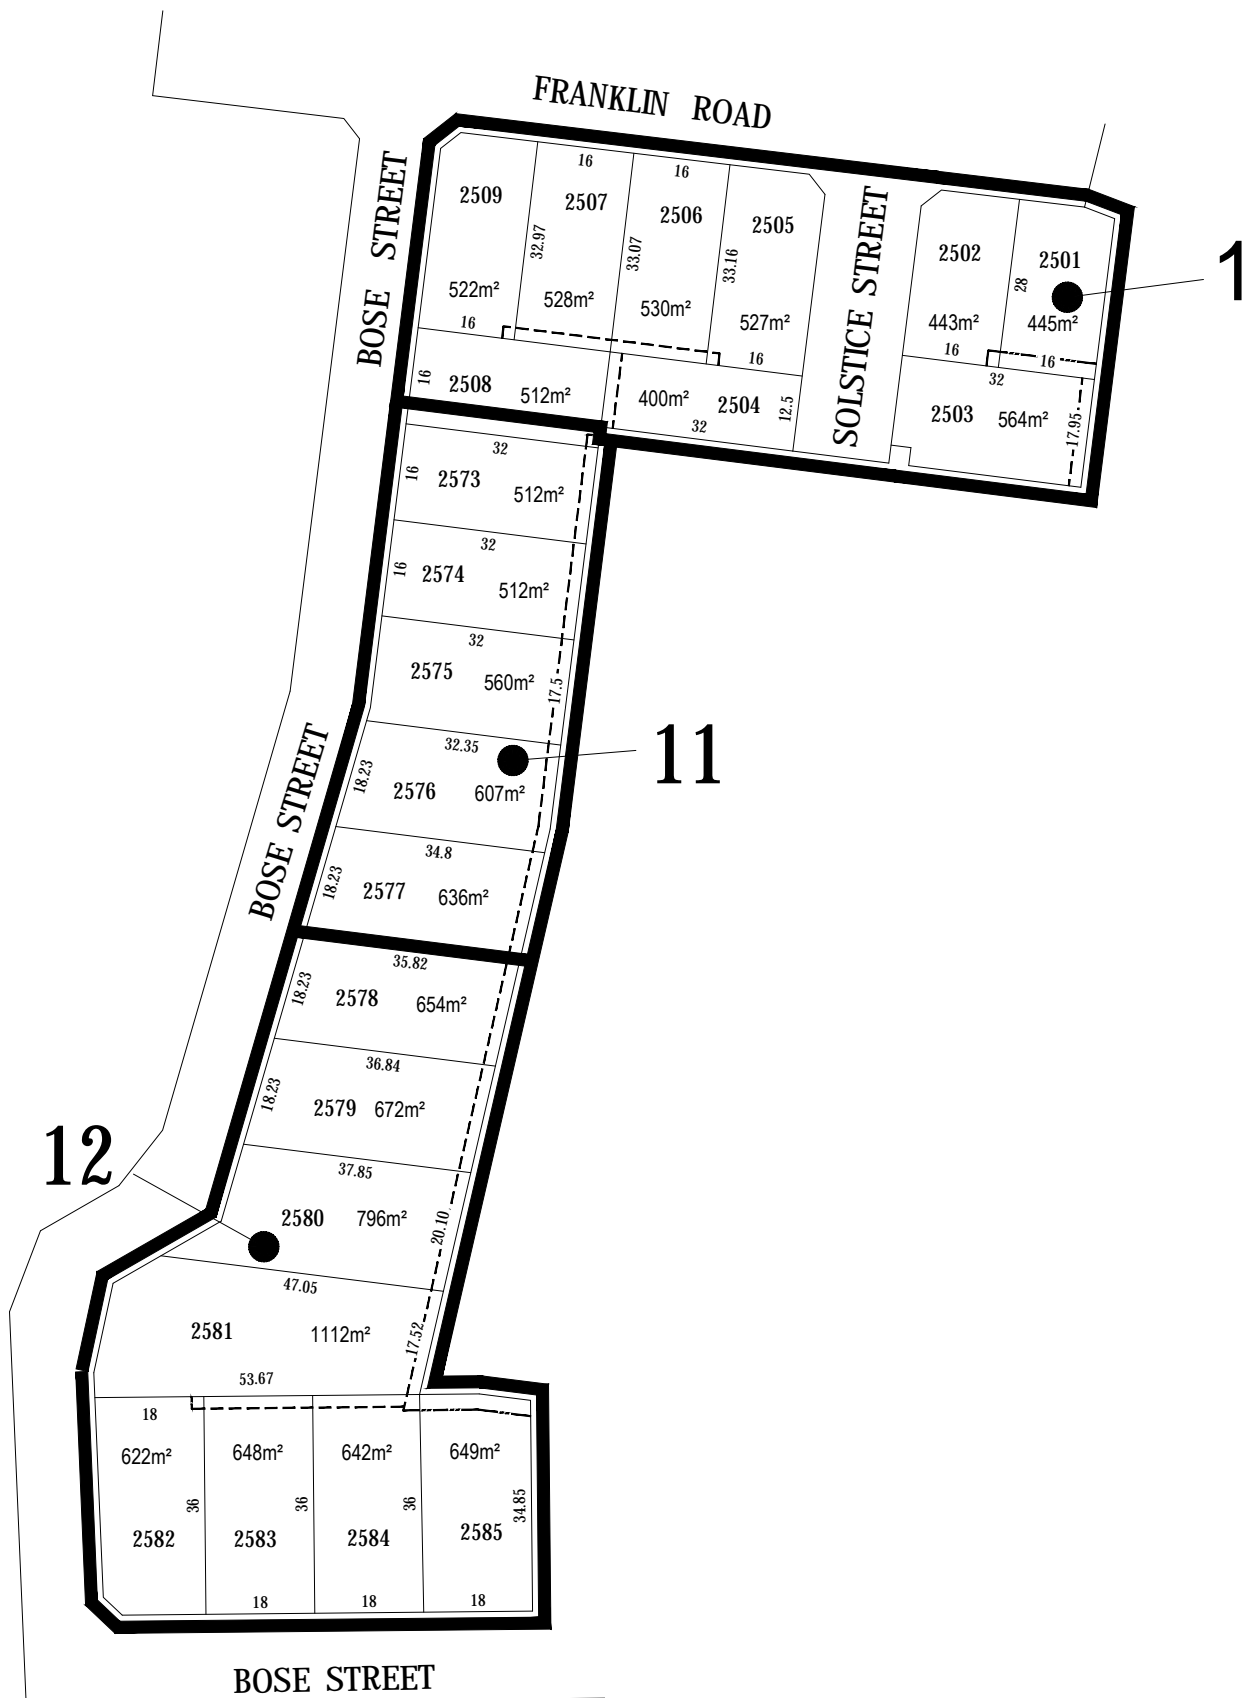 FRANKLIN ROAD
BOSE STREET
SOLSTICE STREET
1
2509
522m²
16
2507
16
32.97
528m²
2506
16
33.07
530m²
2505
33.16
527m²
16
2502
443m²
16
2501
28
445m²
16
2508
512m²
16
400m²
2504
12.5
32
32
2503
564m²
17.95
32
2573
16
512m²
32
2574
16
512m²
32
2575
560m²
17.5
32.35
2576
18.23
607m²
11
34.8
2577
18.23
636m²
BOSE STREET
35.82
2578
18.23
654m²
36.84
2579
18.23
672m²
12
37.85
2580
796m²
20.10
47.05
2581
1112m²
17.52
53.67
18
622m²
36
2582
648m²
36
2583
18
642m²
36
2584
18
649m²
34.85
2585
18
BOSE STREET